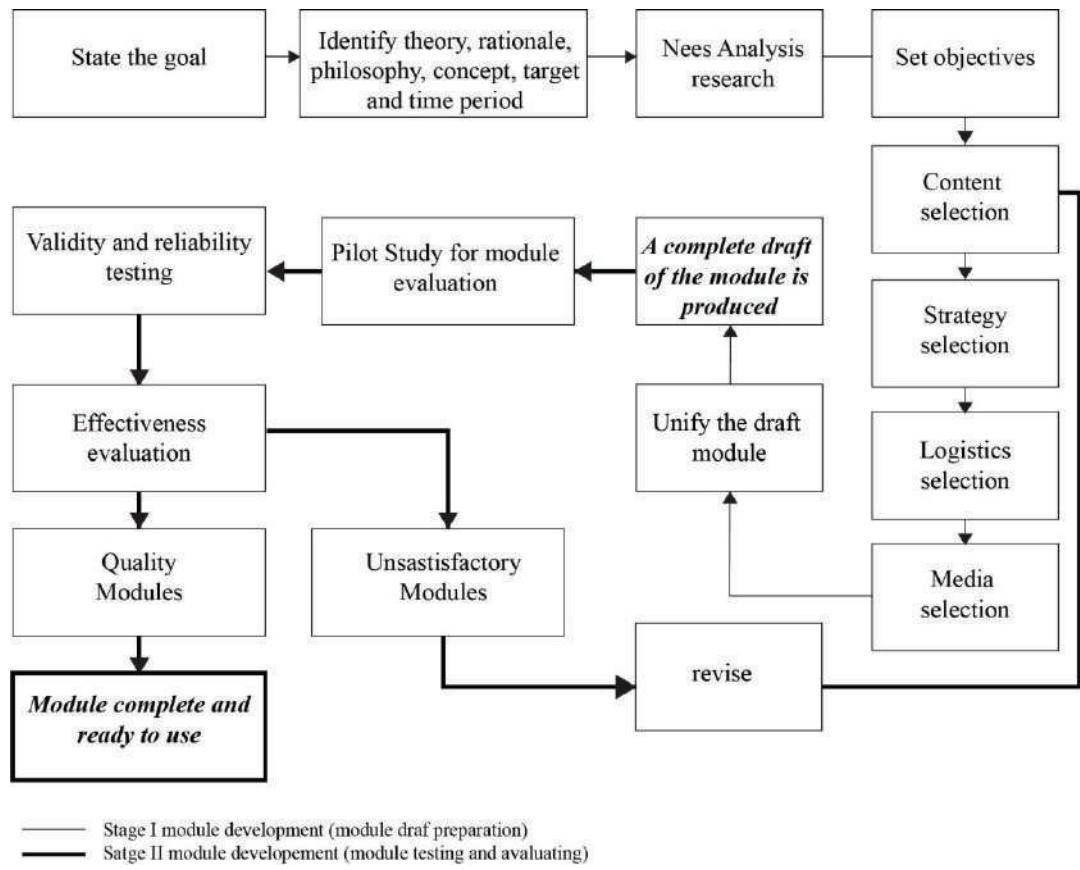 State the goal
Identify theory, rationale,
philosophy, concept, target
and time period
Nees Analysis
research
Set objectives
Content
selection
Validity and reliability
testing
Pilot Study for module
evaluation
A complete draft
of the module is
produced
Strategy
selection
Effectiveness
evaluation
Unify the draft
module
Logistics
selection
Quality
Modules
Unsastisfactory
Modules
Media
selection
revise
Module complete and
ready to use
Stage I module development (module draf preparation)
Satge II module developement (module testing and avaluating)